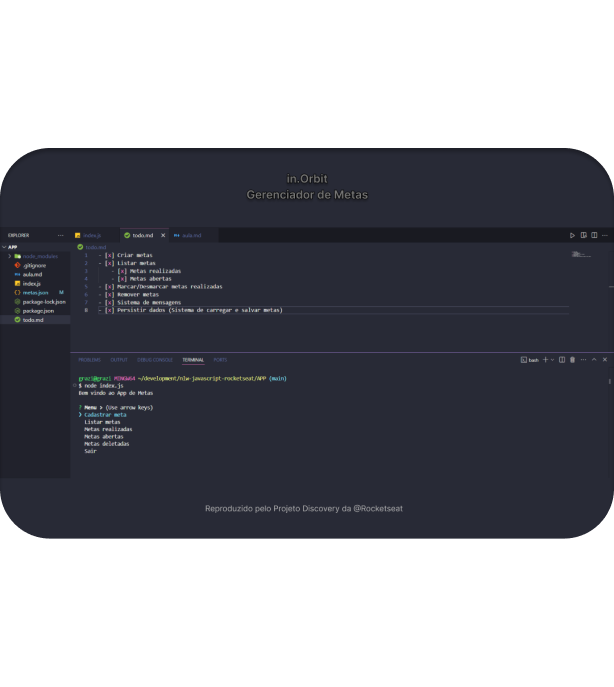 in.Orbit
Gerenciador de Metas
EXPLORER ···
index.js
todo.md ×
aula.md
APP
node_modules
.gitignore
aula.md
index.js
metas.json M
package-lock.json
package.json
todo.md
todo.md
1 - [x] Criar metas
2 - [x] Listar metas
3 - [x] Metas realizadas
4 - [x] Metas abertas
5 - [x] Marcar/Desmarcar metas realizadas
6 - [x] Remover metas
7 - [x] Sistema de mensagens
8 - [x] Persistir dados (Sistema de carregar e salvar metas)
PROBLEMS OUTPUT DEBUG CONSOLE TERMINAL PORTS
bash
grazi@grazi MINGW64 ~/development/nlw-javascript-rocketseat/APP (main)
$ node index.js
Bem vindo ao App de Metas
? Menu > (Use arrow keys)
❯ Cadastrar meta
Listar metas
Metas realizadas
Metas abertas
Metas deletadas
Sair
Reproduzido pelo Projeto Discovery da @Rocketseat